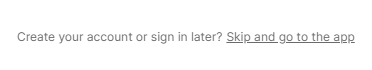 Create your account or sign in later? Skip and go to the app